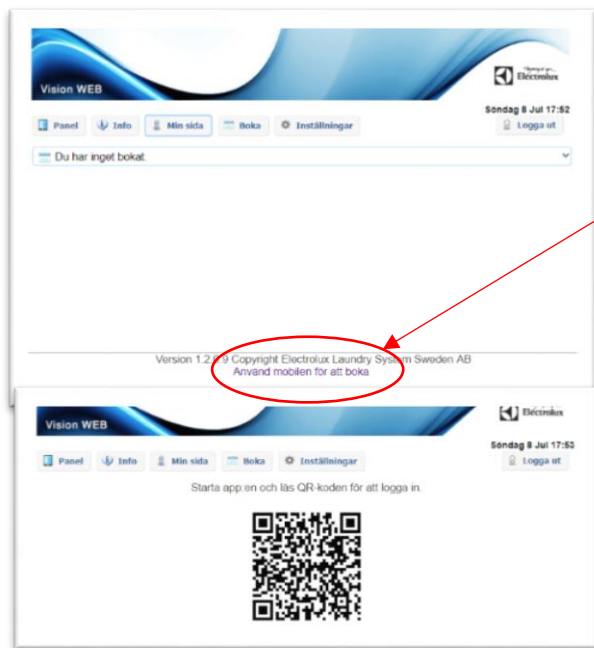 Electrolux
Vision WEB
Söndag 8 Jul 17:52
Panel Info Min sida Boka Inställningar Logga ut
Du har inget bokat.
Version 1.2.0.9 Copyright Electrolux Laundry System Sweden AB
Använd mobilen för att boka
Electrolux
Vision WEB
Söndag 8 Jul 17:53
Panel Info Min sida Boka Inställningar Logga ut
Starta app:en och läs QR-koden för att logga in.